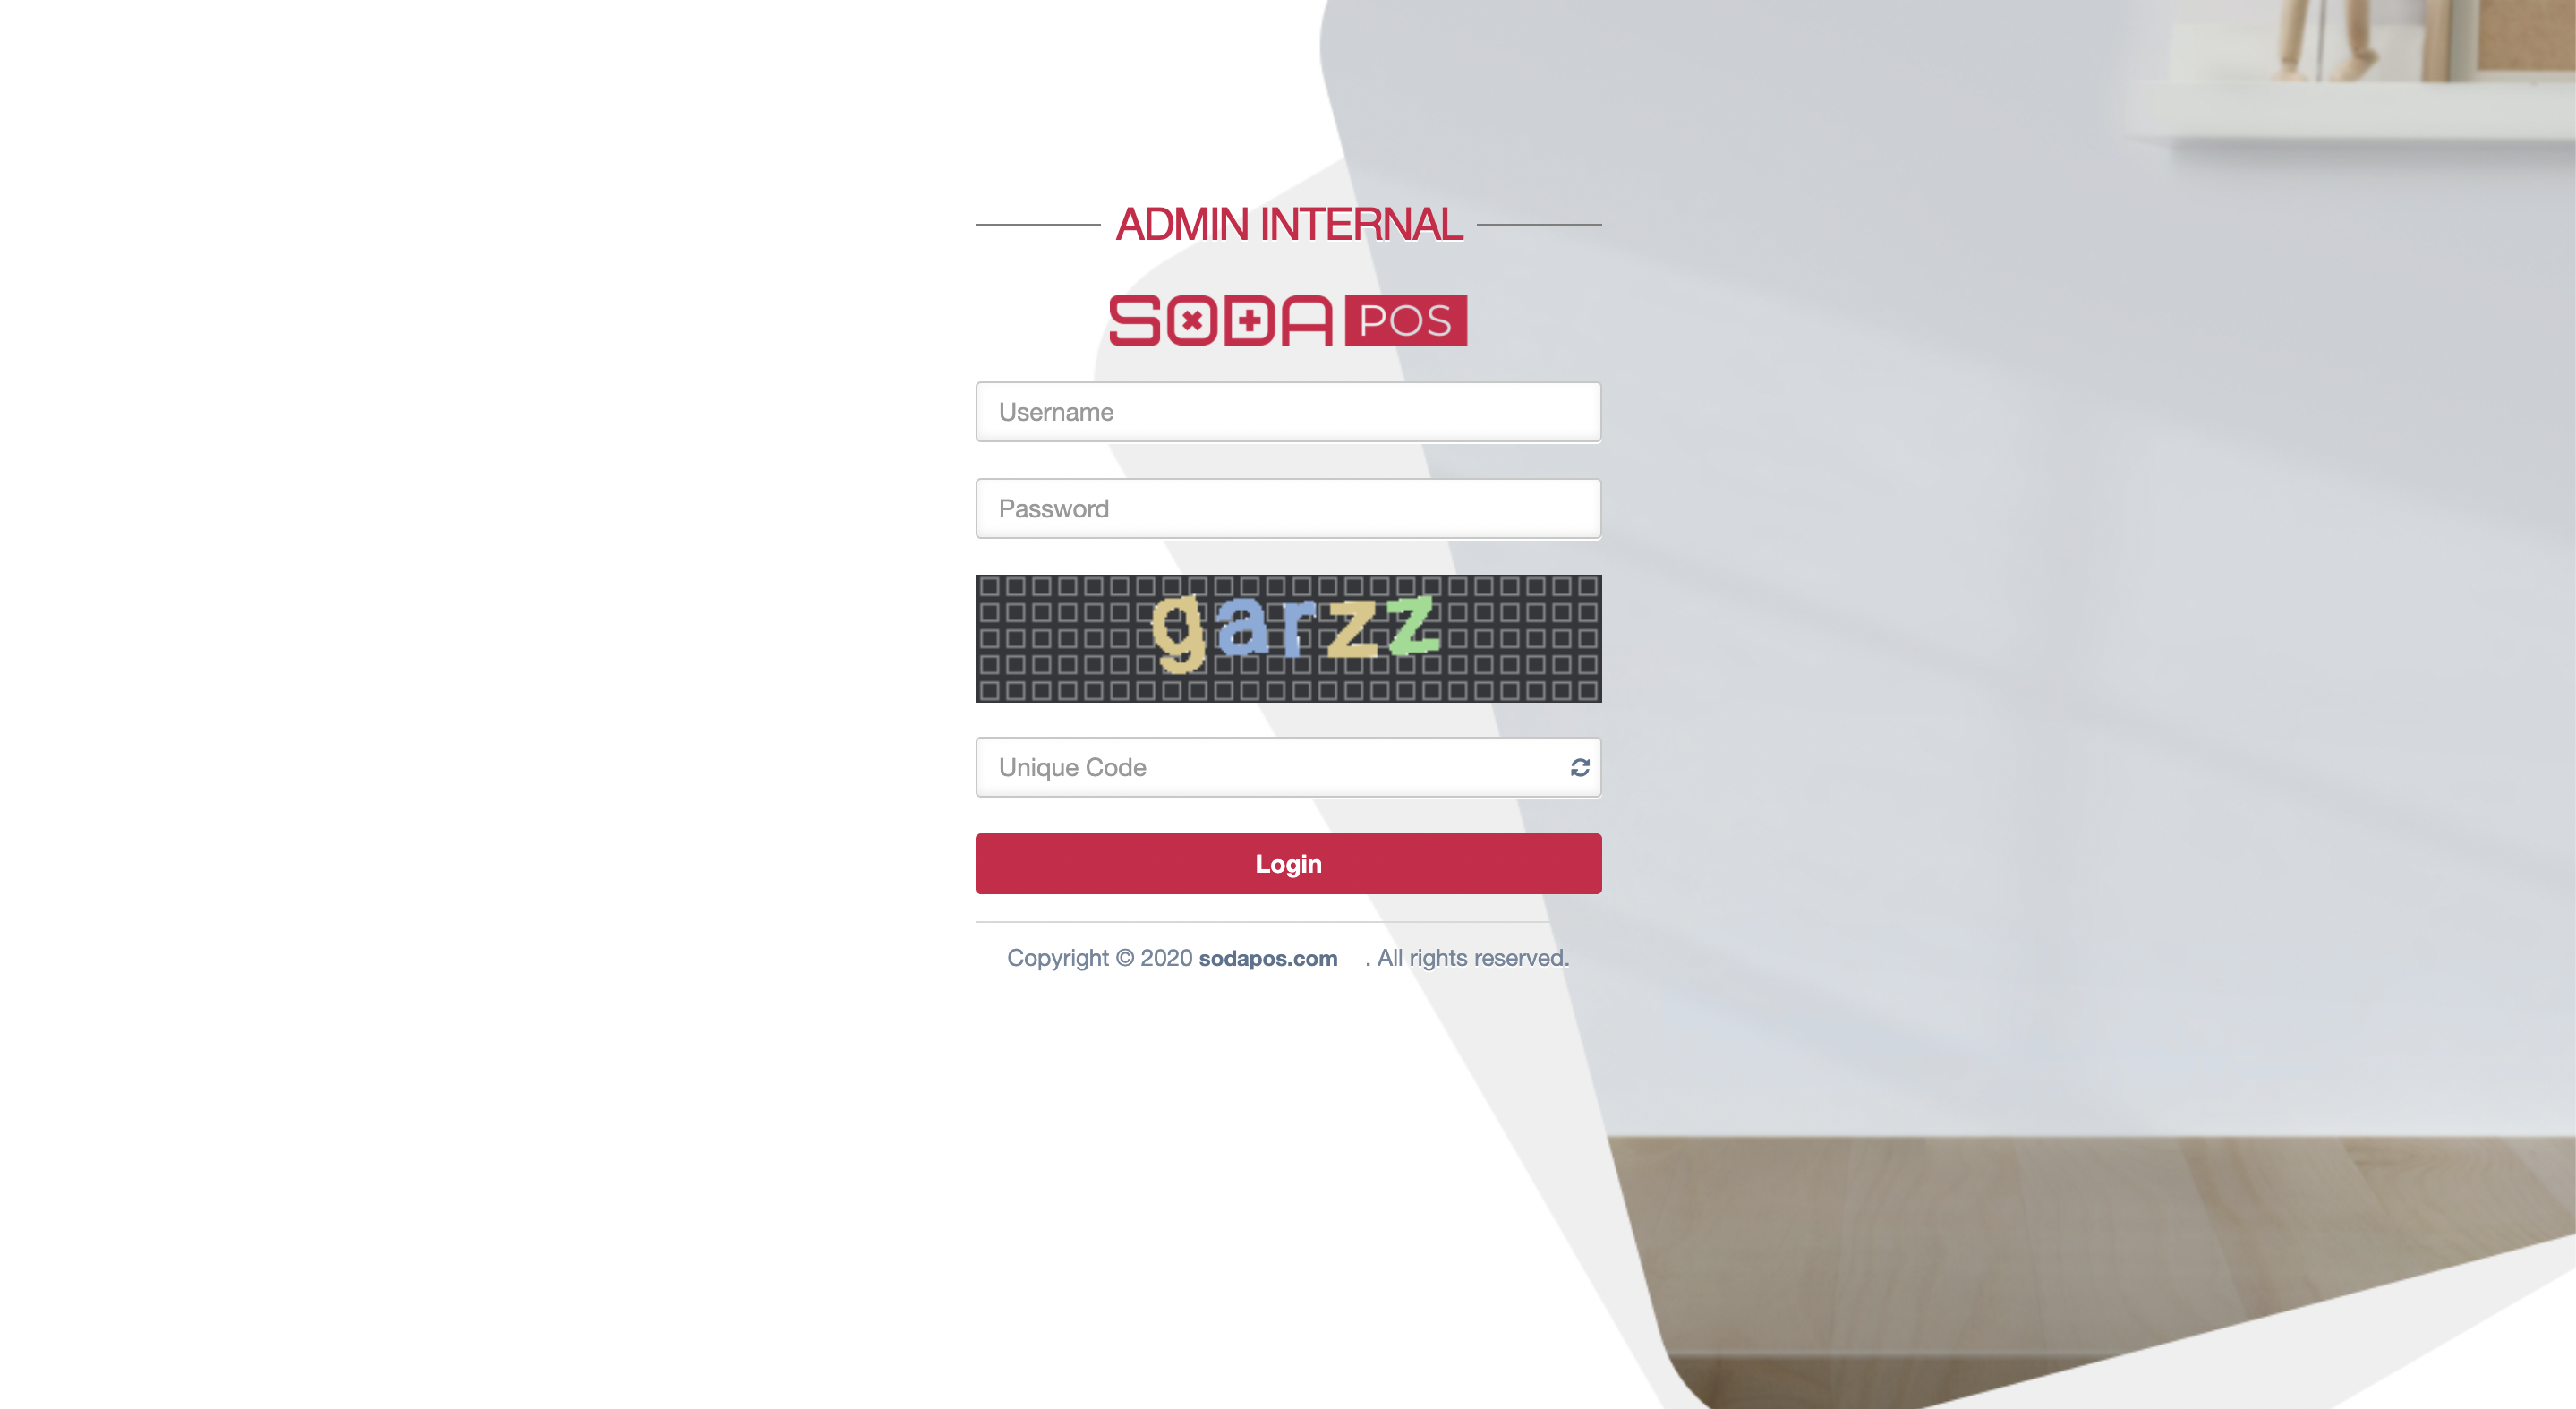 ADMIN INTERNAL
SODA POS
Username
Password
garzz
Unique Code
Login
Copyright © 2020 sodapos.com . All rights reserved.